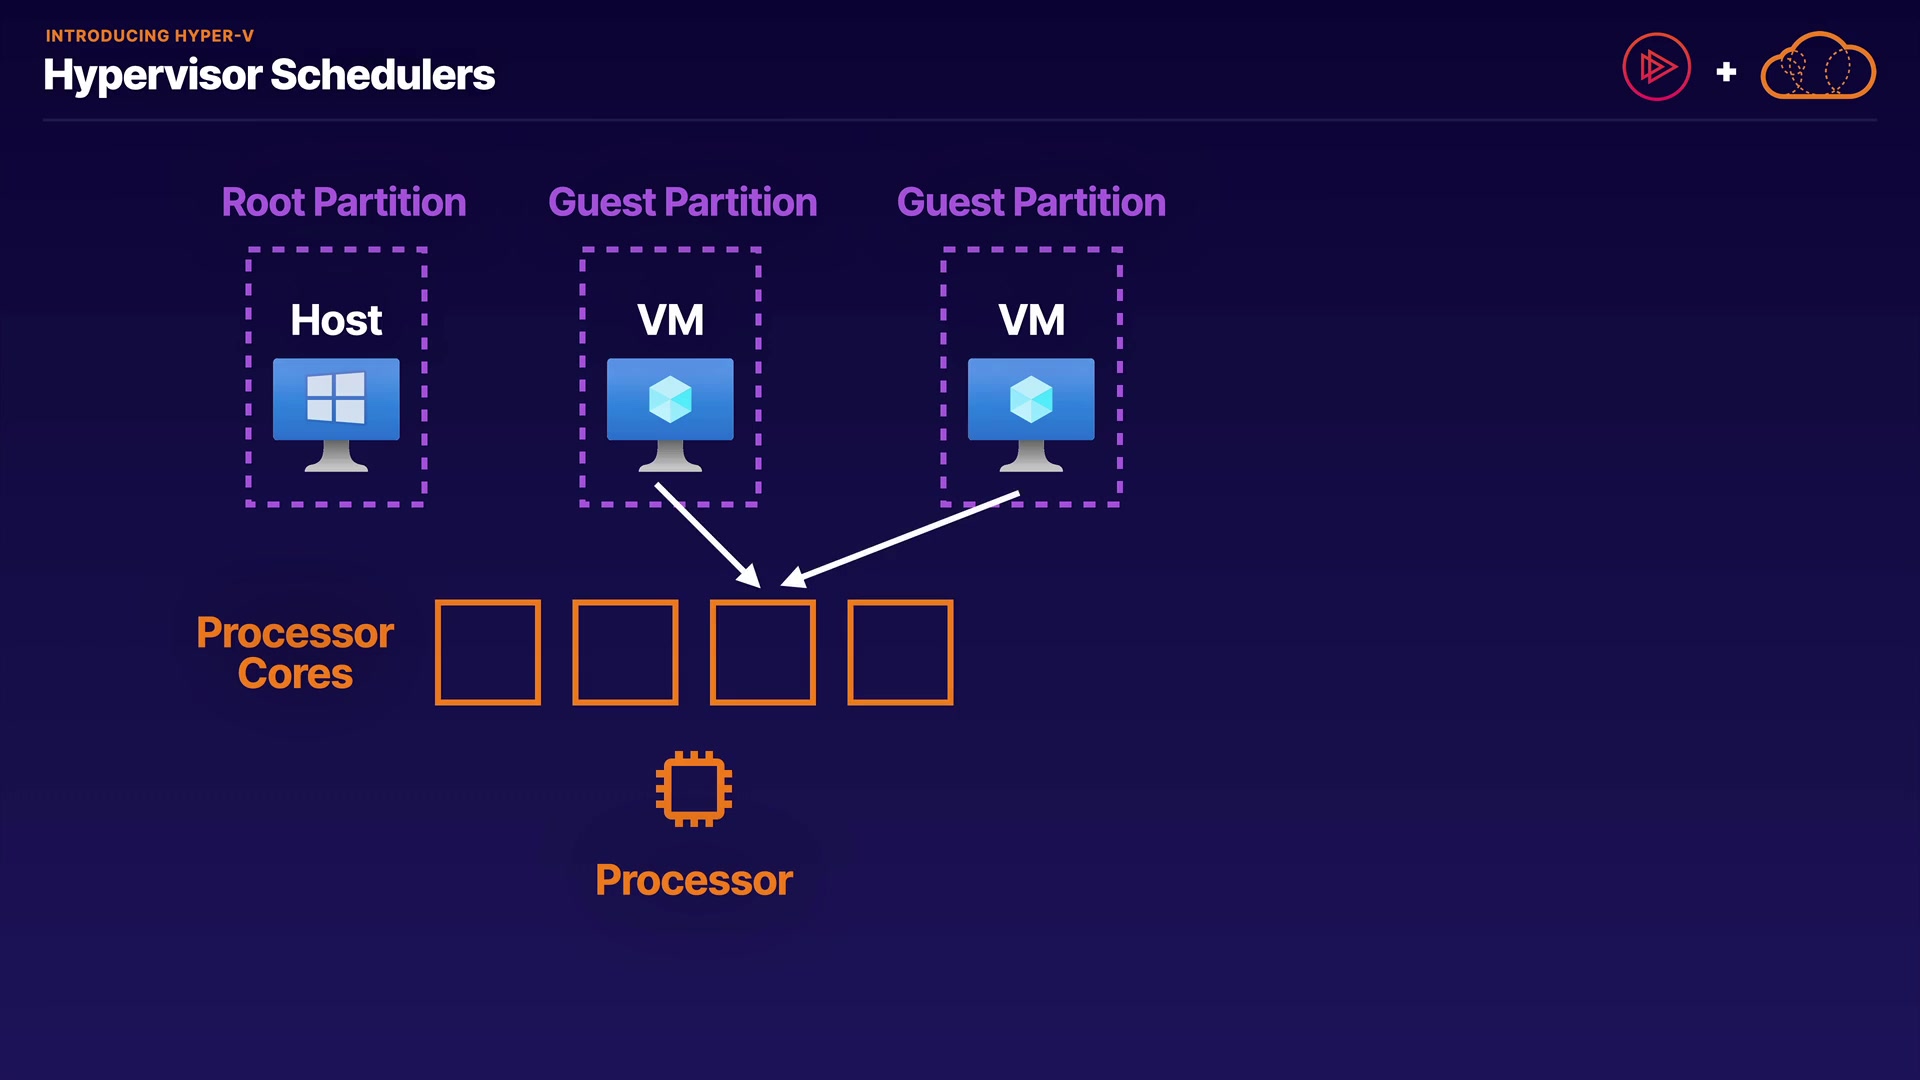 INTRODUCING HYPER-V
Hypervisor Schedulers
Root Partition
Guest Partition
Guest Partition
Host
VM
VM
Processor
Cores
Processor